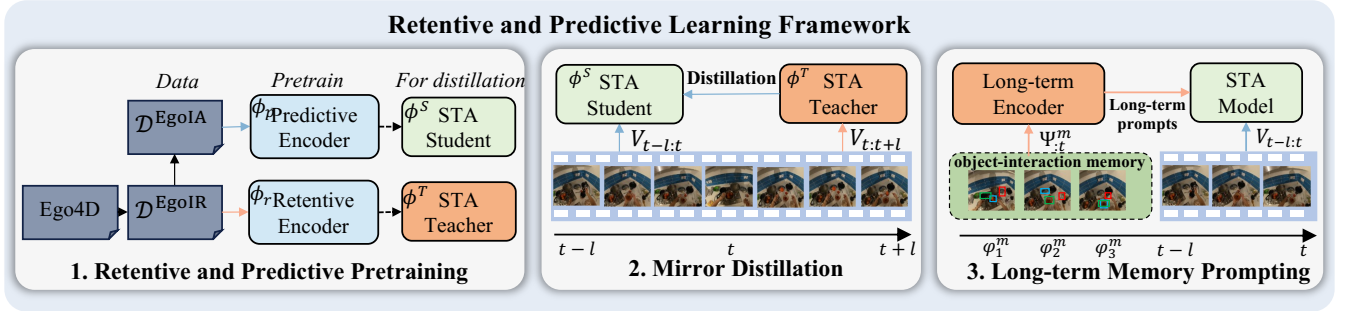 Retentive and Predictive Learning Framework
Data
Pretrain
For distillation
𝒟^EgoIA
ϕ_p Predictive
Encoder
ϕ^S STA
Student
Ego4D
𝒟^EgoIR
ϕ_r Retentive
Encoder
ϕ^T STA
Teacher
1. Retentive and Predictive Pretraining
ϕ^S STA
Student
Distillation
ϕ^T STA
Teacher
V_{t−l:t}
V_{t:t+l}
t − l
t
t + l
2. Mirror Distillation
Long-term
Encoder
Long-term
prompts
STA
Model
Ψ^m_{:t}
V_{t−l:t}
object-interaction memory
φ^m_1
φ^m_2
φ^m_3
t − l
t
3. Long-term Memory Prompting